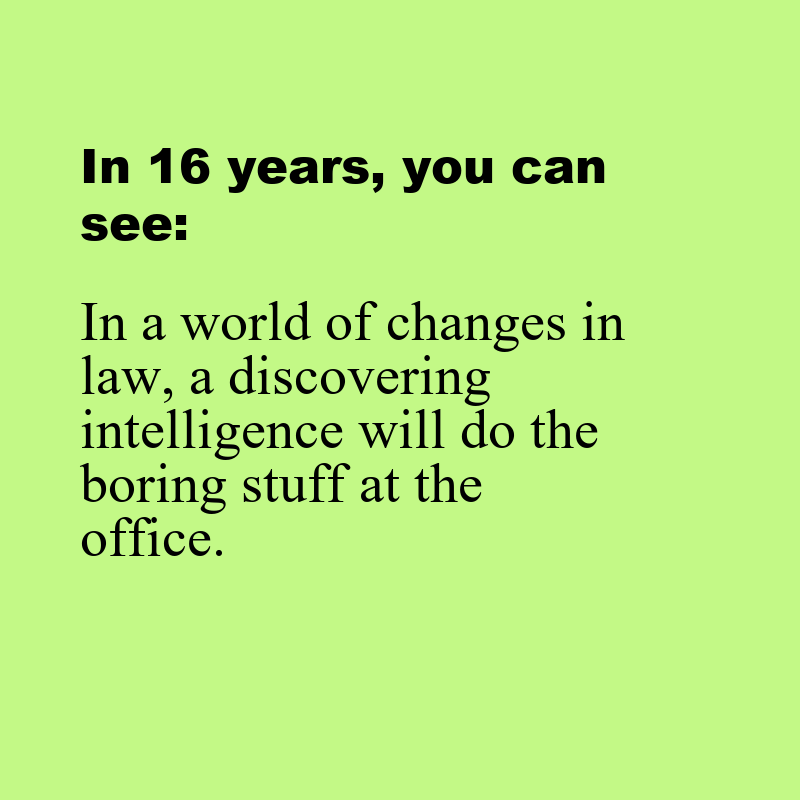 In 16 years, you can
see:
In a world of changes in
law, a discovering
intelligence will do the
boring stuff at the
office.